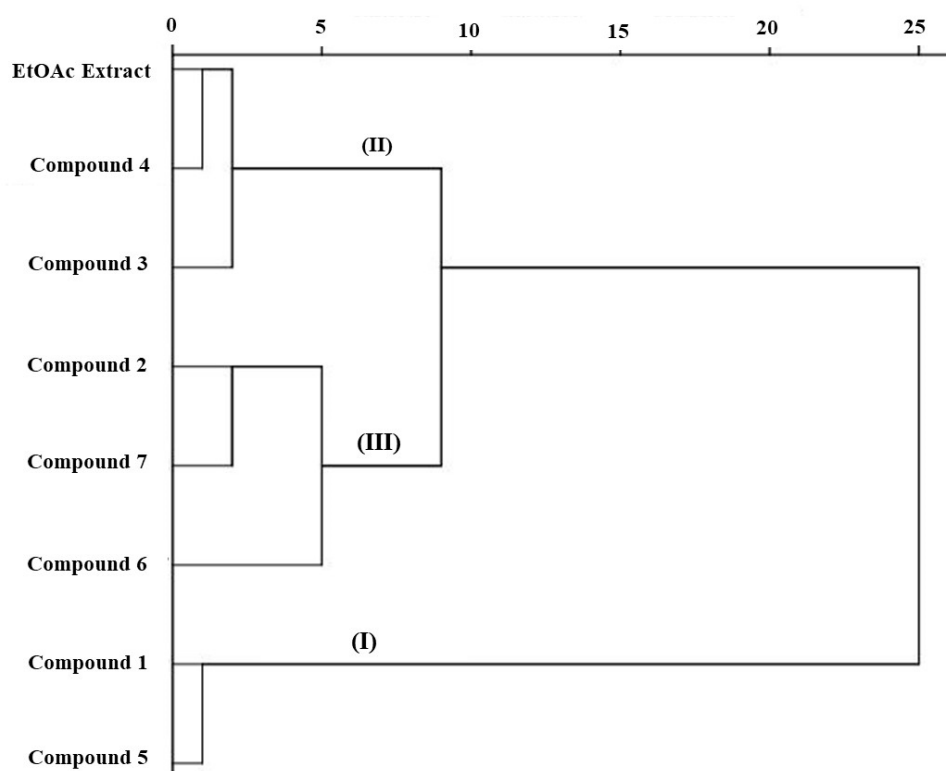 0 5 10 15 20 25
EtOAc Extract
(II)
Compound 4
Compound 3
Compound 2
(III)
Compound 7
Compound 6
(I)
Compound 1
Compound 5